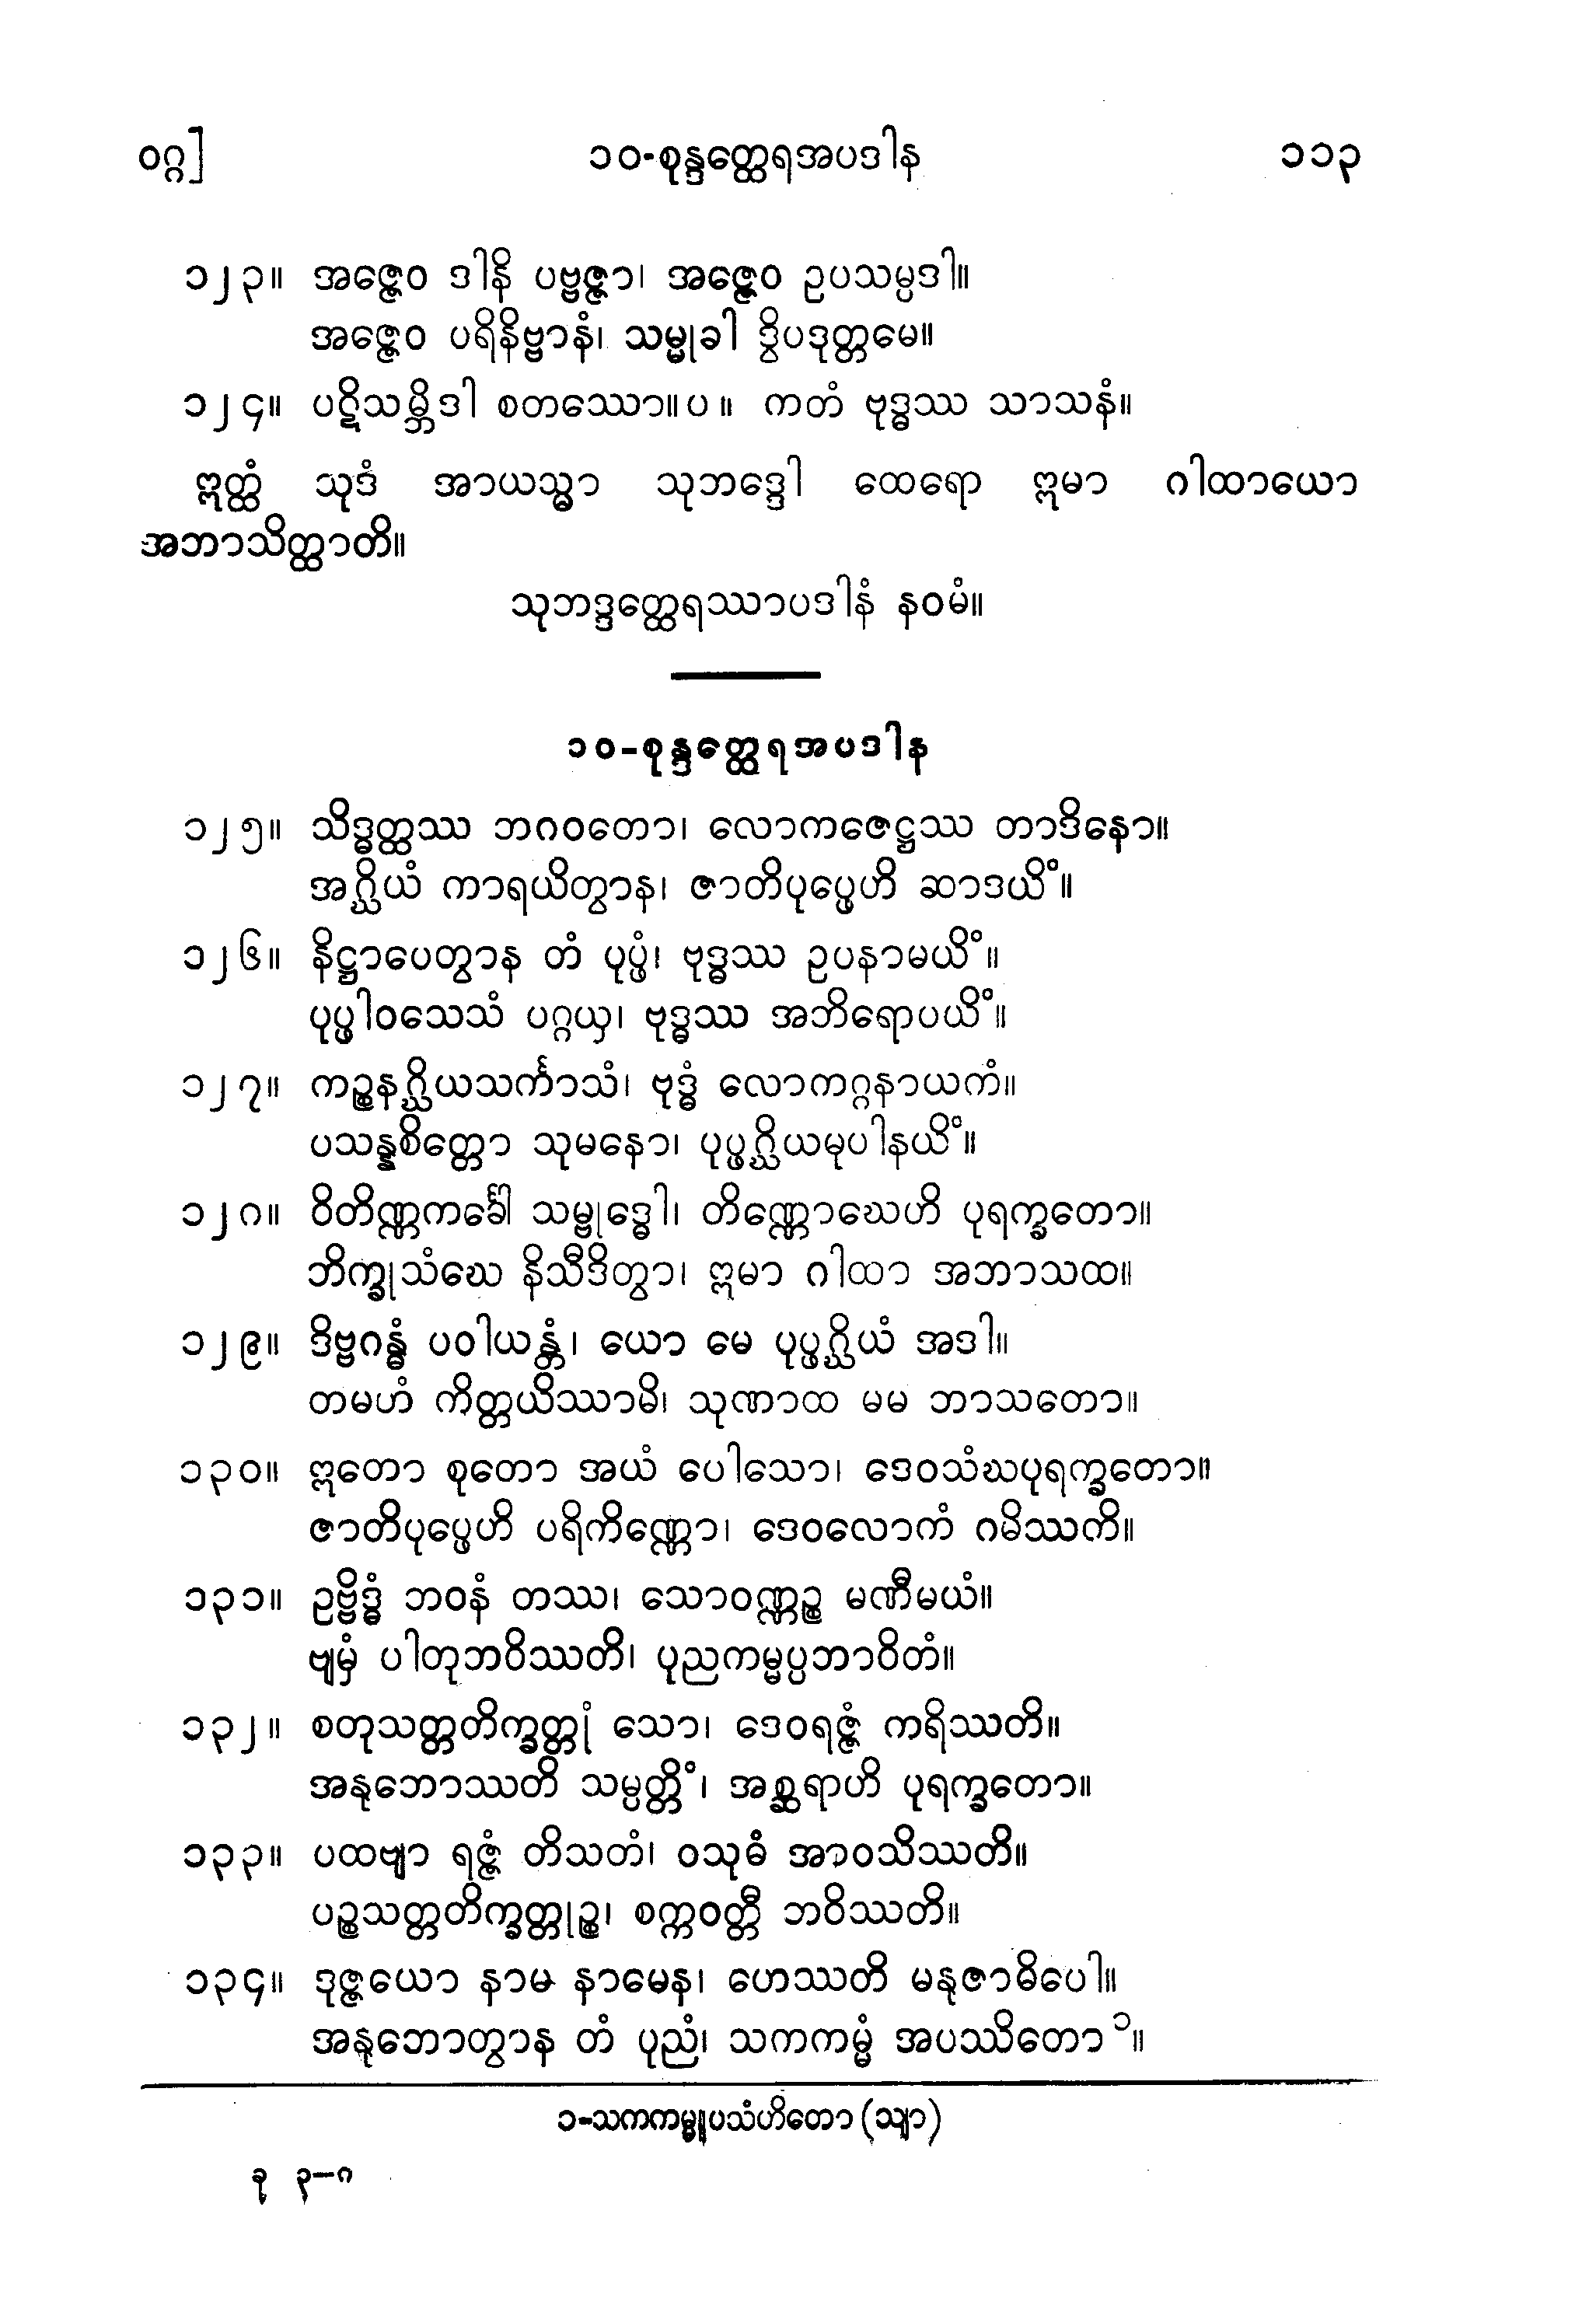 ဝဂ္ဂ] ၁၀-စုန္ဒတ္ထေရအပဒါန ၁၁၃
၁၂၃။ အဇ္ဇေဝ ဒါနိ ပဗ္ဗဇ္ဇာ၊ အဇ္ဇေဝ ဥပသမ္ပဒါ။
အဇ္ဇေဝ ပရိနိဗ္ဗာနံ၊ သမ္မုခါ ဒွိပဒုတ္တမေ။
၁၂၄။ ပဋိသမ္ဘိဒါ စတဿော။ပ။ ကတံ ဗုဒ္ဓဿ သာသနံ။
ဣတ္ထံ သုဒံ အာယသ္မာ သုဘဒ္ဒေါ ထေရော ဣမာ ဂါထာယော
အဘာသိတ္ထာတိ။
သုဘဒ္ဒတ္ထေရဿာပဒါနံ နဝမံ။
၁၀-စုန္ဒတ္ထေရအပဒါန
၁၂၅။ သိဒ္ဓတ္ထဿ ဘဂဝတော၊ လောကဇေဋ္ဌဿ တာဒိနော။
အဂ္ဃိယံ ကာရယိတွာန၊ ဇာတိပုပ္ဖေဟိ ဆာဒယိံ။
၁၂၆။ နိဋ္ဌာပေတွာန တံ ပုပ္ဖံ၊ ဗုဒ္ဓဿ ဥပနာမယိံ။
ပုပ္ဖါဝသေသံ ပဂ္ဂယှ၊ ဗုဒ္ဓဿ အဘိရောပယိံ။
၁၂၇။ ကဉ္စနဂ္ဃိယသင်္ကာသံ၊ ဗုဒ္ဓံ လောကဂ္ဂနာယကံ။
ပသန္နစိတ္တော သုမနော၊ ပုပ္ဖဂ္ဃိယမုပါနယိံ။
၁၂၈။ ဝိတိဏ္ဏကင်္ခေါ သမ္ဗုဒ္ဓေါ၊ တိဏ္ဏောဃေဟိ ပုရက္ခတော။
ဘိက္ခုသံဃေ နိသီဒိတွာ၊ ဣမာ ဂါထာ အဘာသထ။
၁၂၉။ ဒိဗ္ဗဂန္ဓံ ပဝါယန္တံ၊ ယော မေ ပုပ္ဖဂ္ဃိယံ အဒါ။
တမဟံ ကိတ္တယိဿာမိ၊ သုဏာထ မမ ဘာသတော။
၁၃၀။ ဣတော စုတော အယံ ပေါသော၊ ဒေဝသံဃပုရက္ခတော။
ဇာတိပုပ္ဖေဟိ ပရိကိဏ္ဏော၊ ဒေဝလောကံ ဂမိဿကိ။
၁၃၁။ ဥဗ္ဗိဒ္ဓံ ဘဝနံ တဿ၊ သောဝဏ္ဏဉ္စ မဏီမယံ။
ဗျမှံ ပါတုဘဝိဿတိ၊ ပုညကမ္မပ္ပဘာဝိတံ။
၁၃၂။ စတုသတ္တတိက္ခတ္တုံ သော၊ ဒေဝရဇ္ဇံ ကရိဿတိ။
အနုဘောဿတိ သမ္ပတ္တိံ၊ အစ္ဆရာဟိ ပုရက္ခတော။
၁၃၃။ ပထဗျာ ရဇ္ဇံ တိသတံ၊ ဝသုဓံ အာဝသိဿတိ။
ပဉ္စသတ္တတိက္ခတ္တုဉ္စ၊ စက္ကဝတ္တီ ဘဝိဿတိ။
၁၃၄။ ဒုဇ္ဇယော နာမ နာမေန၊ ဟေဿတိ မနုဇာဓိပေါ။
အနုဘောတွာန တံ ပုညံ၊ သကကမ္မံ အပဿိတော ၁။
၁-သကကမ္မူပသံဟိတော (သျာ)
ခု ၃-၈